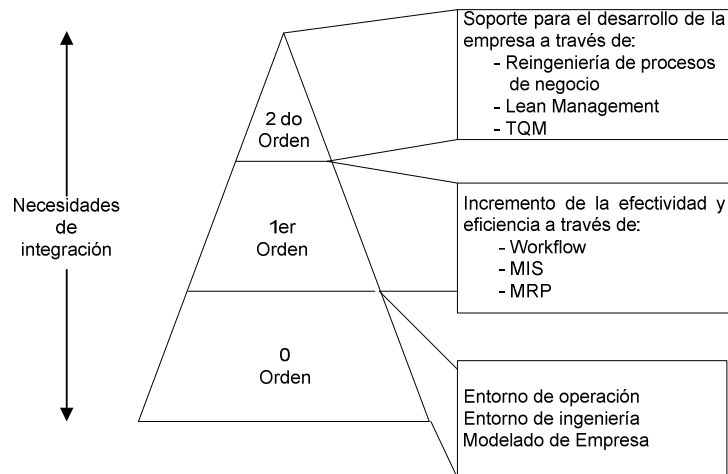 Soporte para el desarrollo de la
empresa a través de:
- Reingeniería de procesos
de negocio
- Lean Management
- TQM
2 do
Orden
Necesidades
de
integración
1er
Orden
Incremento de la efectividad y
eficiencia a través de:
- Workflow
- MIS
- MRP
0
Orden
Entorno de operación
Entorno de ingeniería
Modelado de Empresa